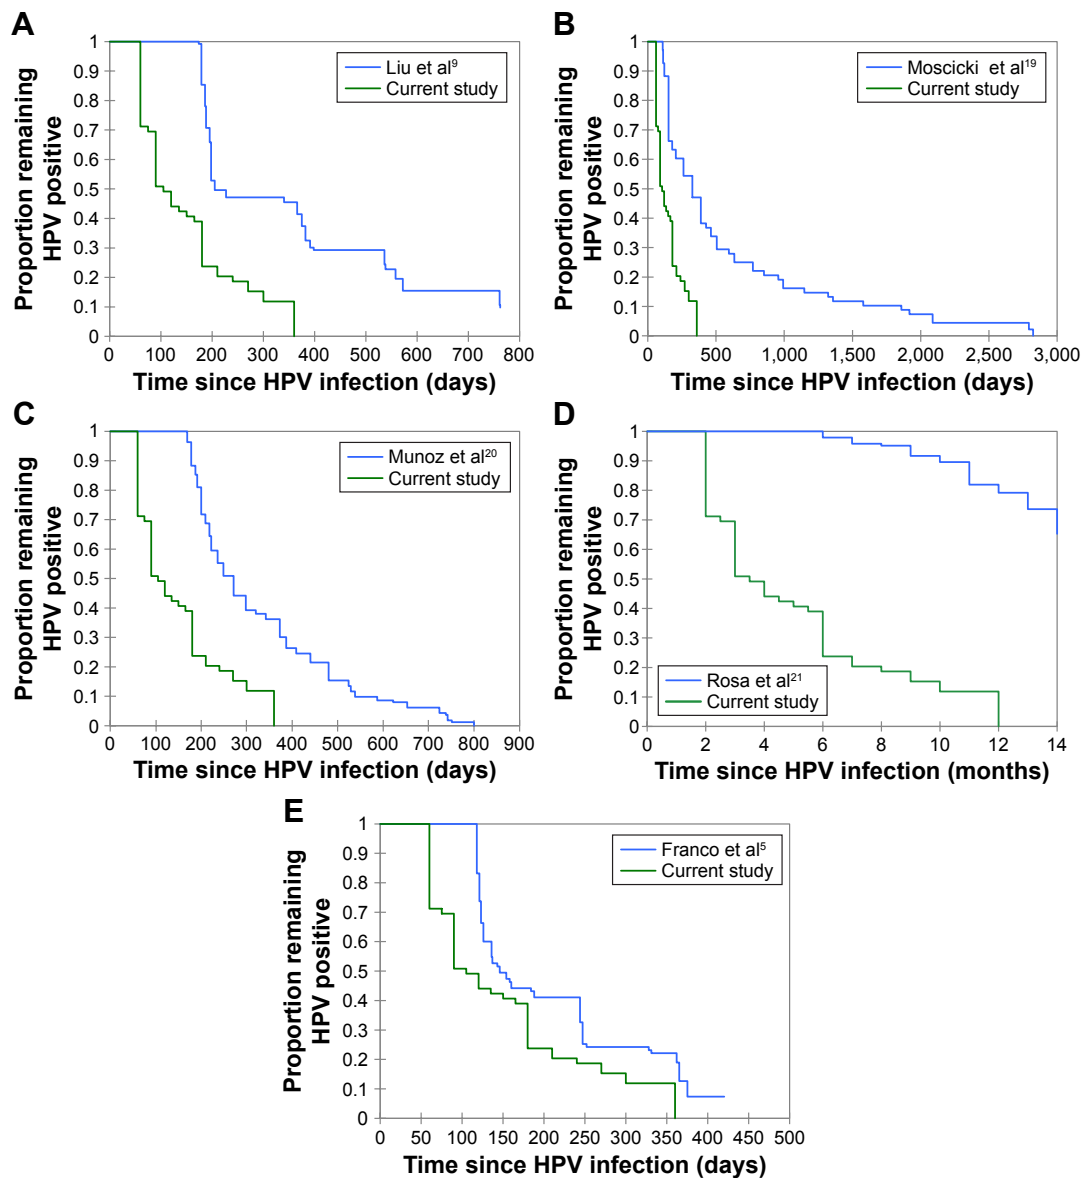 A
Proportion remaining
HPV positive
1
0.9
0.8
0.7
0.6
0.5
0.4
0.3
0.2
0.1
0
Liu et al⁹
Current study
0 100 200 300 400 500 600 700 800
Time since HPV infection (days)
B
Proportion remaining
HPV positive
1
0.9
0.8
0.7
0.6
0.5
0.4
0.3
0.2
0.1
0
Moscicki et al¹⁹
Current study
0 500 1,000 1,500 2,000 2,500 3,000
Time since HPV infection (days)
C
Proportion remaining
HPV positive
1
0.9
0.8
0.7
0.6
0.5
0.4
0.3
0.2
0.1
0
Munoz et al²⁰
Current study
0 100 200 300 400 500 600 700 800 900
Time since HPV infection (days)
D
Proportion remaining
HPV positive
1
0.9
0.8
0.7
0.6
0.5
0.4
0.3
0.2
0.1
0
Rosa et al²¹
Current study
0 2 4 6 8 10 12 14
Time since HPV infection (months)
E
Proportion remaining
HPV positive
1
0.9
0.8
0.7
0.6
0.5
0.4
0.3
0.2
0.1
0
Franco et al⁵
Current study
0 50 100 150 200 250 300 350 400 450 500
Time since HPV infection (days)